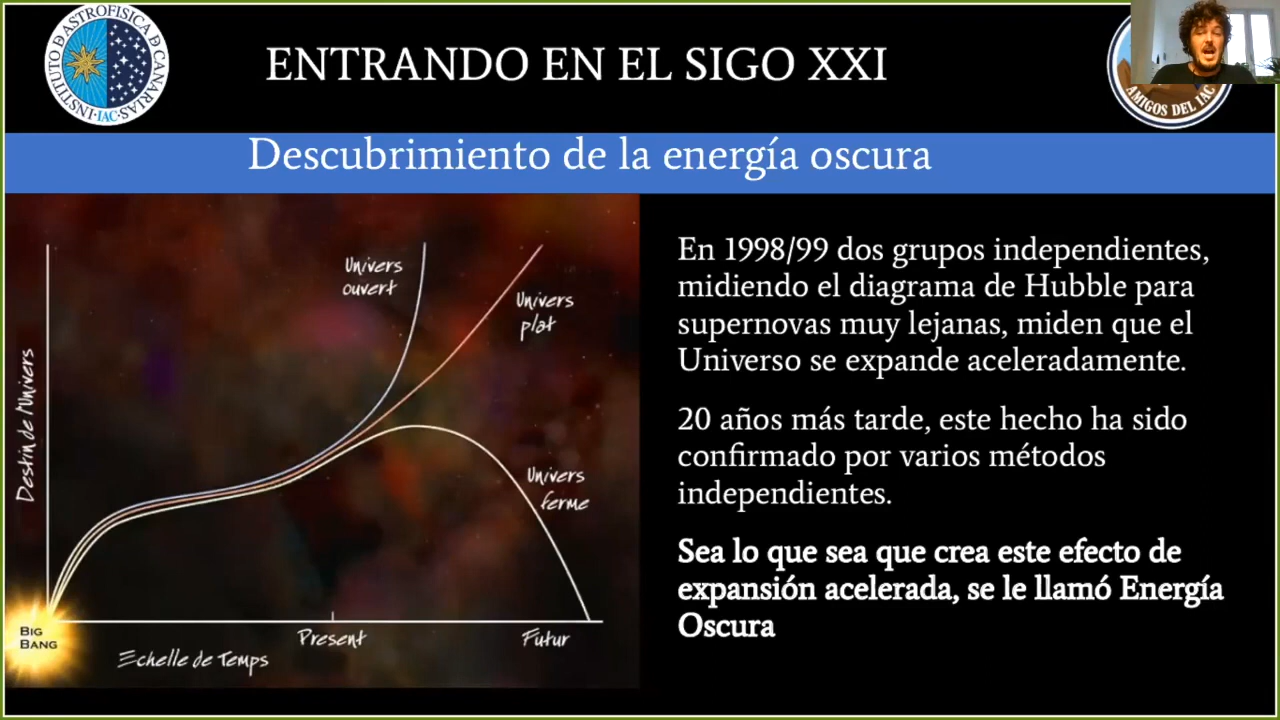 INSTITUTO DE ASTROFISICA DE CANARIAS
·IAC·
ENTRANDO EN EL SIGO XXI
AMIGOS DEL IAC
Descubrimiento de la energía oscura
Univers
ouvert
Univers
plat
Univers
ferme
Destin de l'Univers
BIG
BANG
Present
Futur
Echelle de Temps
En 1998/99 dos grupos independientes,
midiendo el diagrama de Hubble para
supernovas muy lejanas, miden que el
Universo se expande aceleradamente.
20 años más tarde, este hecho ha sido
confirmado por varios métodos
independientes.
Sea lo que sea que crea este efecto de
expansión acelerada, se le llamó Energía
Oscura